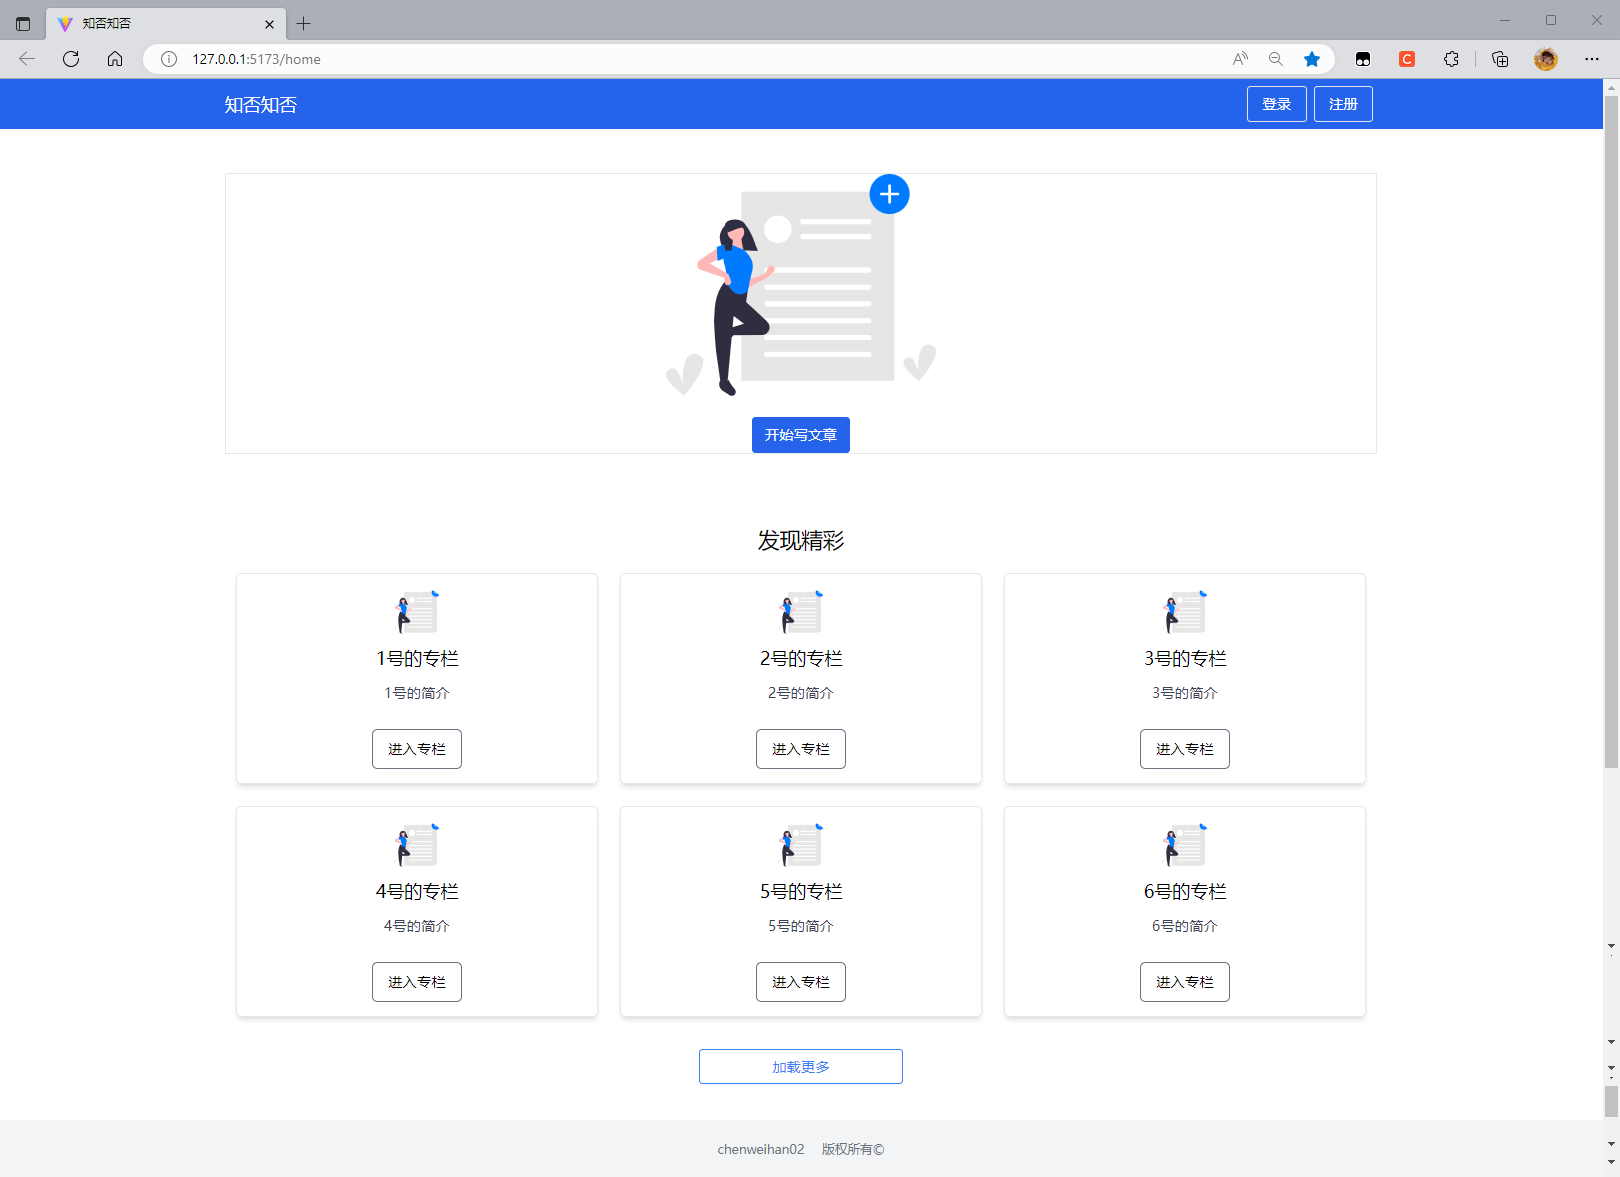 知否知否
127.0.0.1:5173/home
知否知否
登录 注册
开始写文章
发现精彩
1号的专栏 2号的专栏 3号的专栏
1号的简介 2号的简介 3号的简介
进入专栏 进入专栏 进入专栏
4号的专栏 5号的专栏 6号的专栏
4号的简介 5号的简介 6号的简介
进入专栏 进入专栏 进入专栏
加载更多
chenweihan02 版权所有©